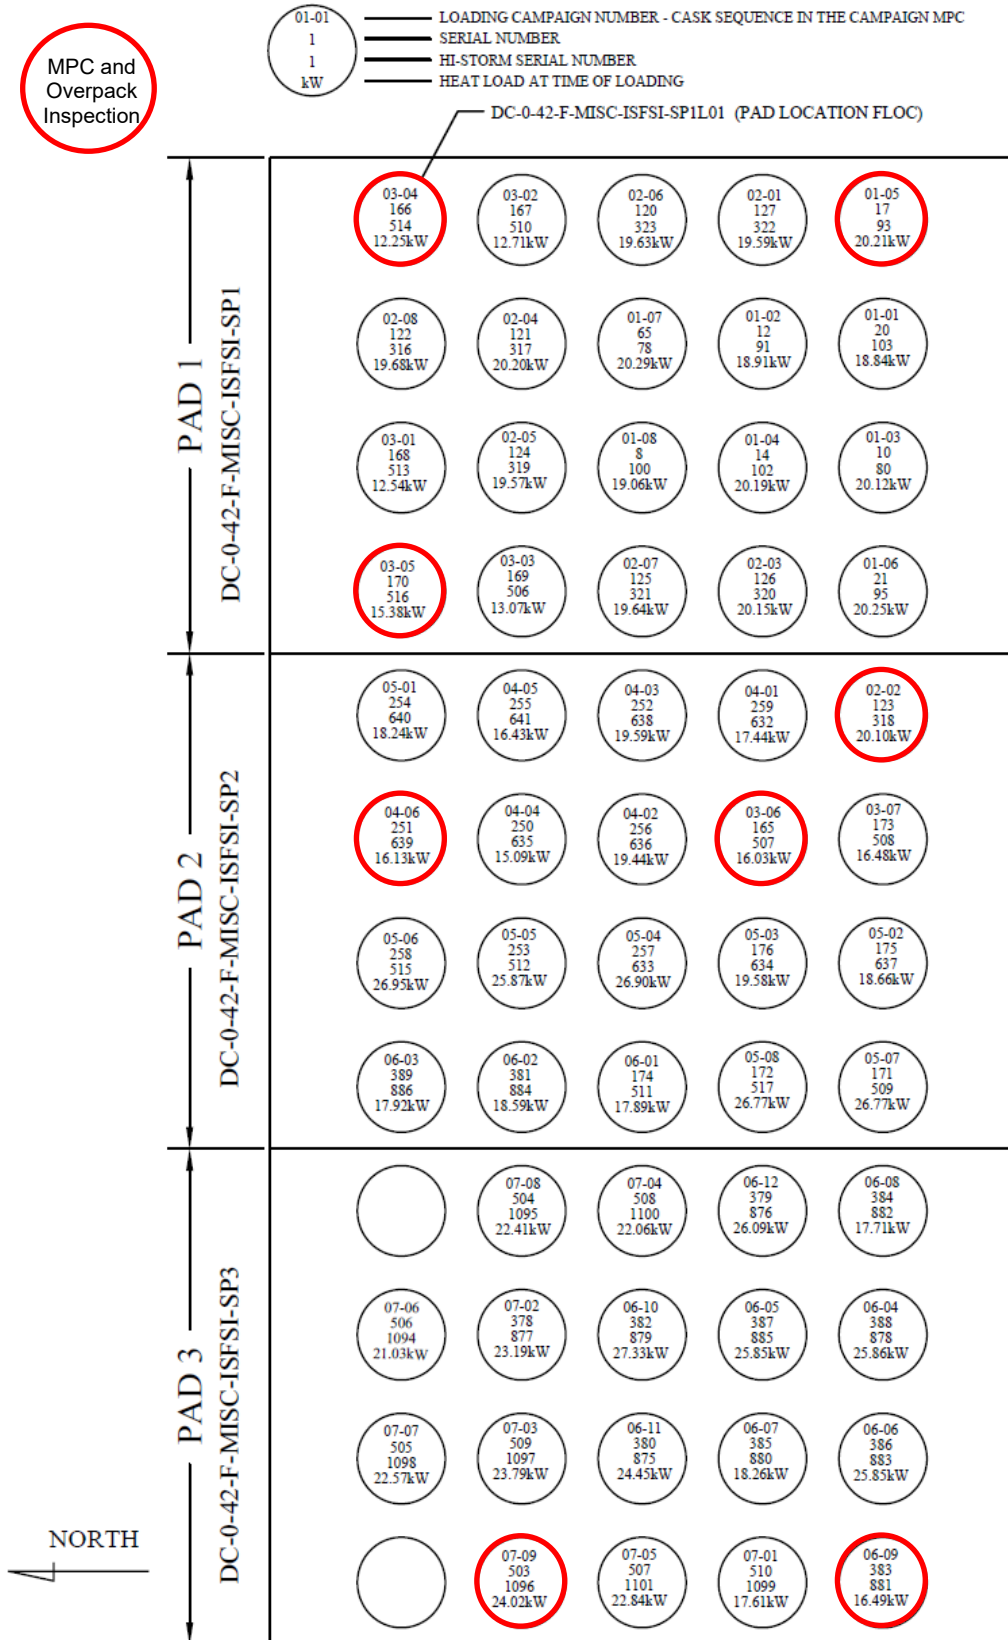 MPC and
Overpack
Inspection
01-01
1
1
kW
LOADING CAMPAIGN NUMBER - CASK SEQUENCE IN THE CAMPAIGN MPC
SERIAL NUMBER
HI-STORM SERIAL NUMBER
HEAT LOAD AT TIME OF LOADING
DC-0-42-F-MISC-ISFSI-SP1L01 (PAD LOCATION FLOC)
PAD 1
DC-0-42-F-MISC-ISFSI-SP1
03-04
166
514
12.25kW
03-02
167
510
12.71kW
02-06
120
323
19.63kW
02-01
127
322
19.59kW
01-05
17
93
20.21kW
02-08
122
316
19.68kW
02-04
121
317
20.20kW
01-07
65
78
20.29kW
01-02
12
91
18.91kW
01-01
20
103
18.84kW
03-01
168
513
12.54kW
02-05
124
319
19.57kW
01-08
8
100
19.06kW
01-04
14
102
20.19kW
01-03
10
80
20.12kW
03-05
170
516
15.38kW
03-03
169
506
13.07kW
02-07
125
321
19.64kW
02-03
126
320
20.15kW
01-06
21
95
20.25kW
PAD 2
DC-0-42-F-MISC-ISFSI-SP2
05-01
254
640
18.24kW
04-05
255
641
16.43kW
04-03
252
638
19.59kW
04-01
259
632
17.44kW
02-02
123
318
20.10kW
04-06
251
639
16.13kW
04-04
250
635
15.09kW
04-02
256
636
19.44kW
03-06
165
507
16.03kW
03-07
173
508
16.48kW
05-06
258
515
26.95kW
05-05
253
512
25.87kW
05-04
257
633
26.90kW
05-03
176
634
19.58kW
05-02
175
637
18.66kW
06-03
389
886
17.92kW
06-02
381
884
18.59kW
06-01
174
511
17.89kW
05-08
172
517
26.77kW
05-07
171
509
26.77kW
PAD 3
DC-0-42-F-MISC-ISFSI-SP3
07-08
504
1095
22.41kW
07-04
508
1100
22.06kW
06-12
379
876
26.09kW
06-08
384
882
17.71kW
07-06
506
1094
21.03kW
07-02
378
877
23.19kW
06-10
382
879
27.33kW
06-05
387
885
25.85kW
06-04
388
878
25.86kW
07-07
505
1098
22.57kW
07-03
509
1097
23.79kW
06-11
380
875
24.45kW
06-07
385
880
18.26kW
06-06
386
883
25.85kW
07-09
503
1096
24.02kW
07-05
507
1101
22.84kW
07-01
510
1099
17.61kW
06-09
383
881
16.49kW
NORTH